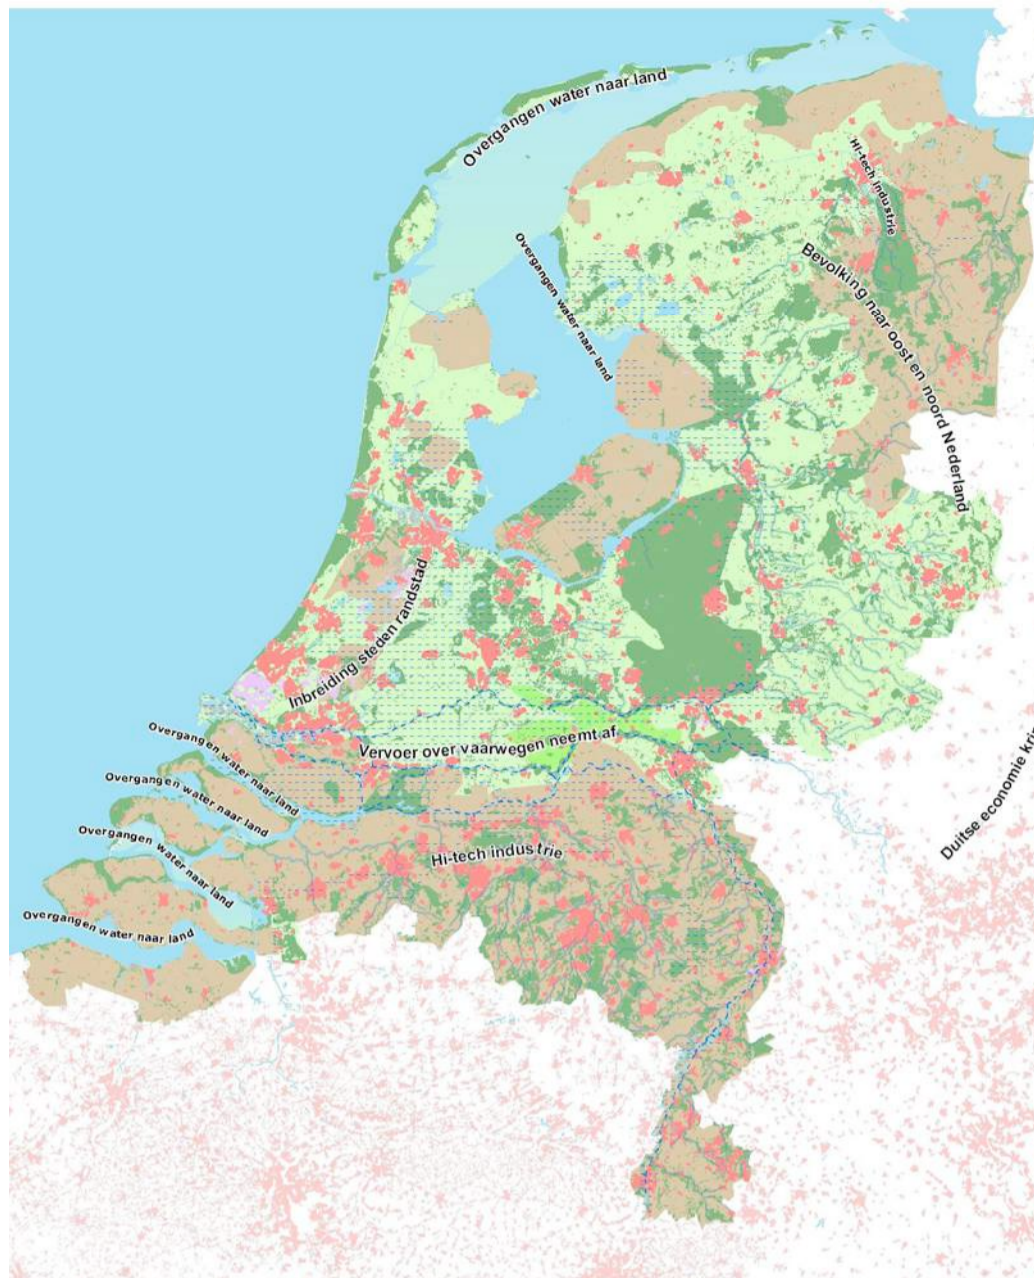 Overgangen water naar land
Hi-tech industrie
Overgangen water naar land
Bevolking naar oost en noord Nederland
Inbreiding steden randstad
Overgangen water naar land
Vervoer over vaarwegen neemt af
Overgangen water naar land
Duitse economie
Overgangen water naar land
Hi-tech industrie
Overgangen water naar land